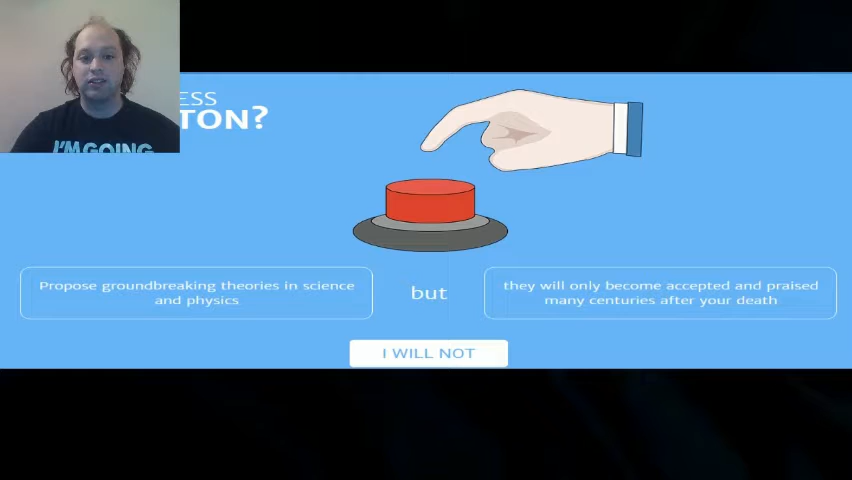 ESS
TON?
I'M GOING
Propose groundbreaking theories in science
and physics
but
they will only become accepted and praised
many centuries after your death
I WILL NOT